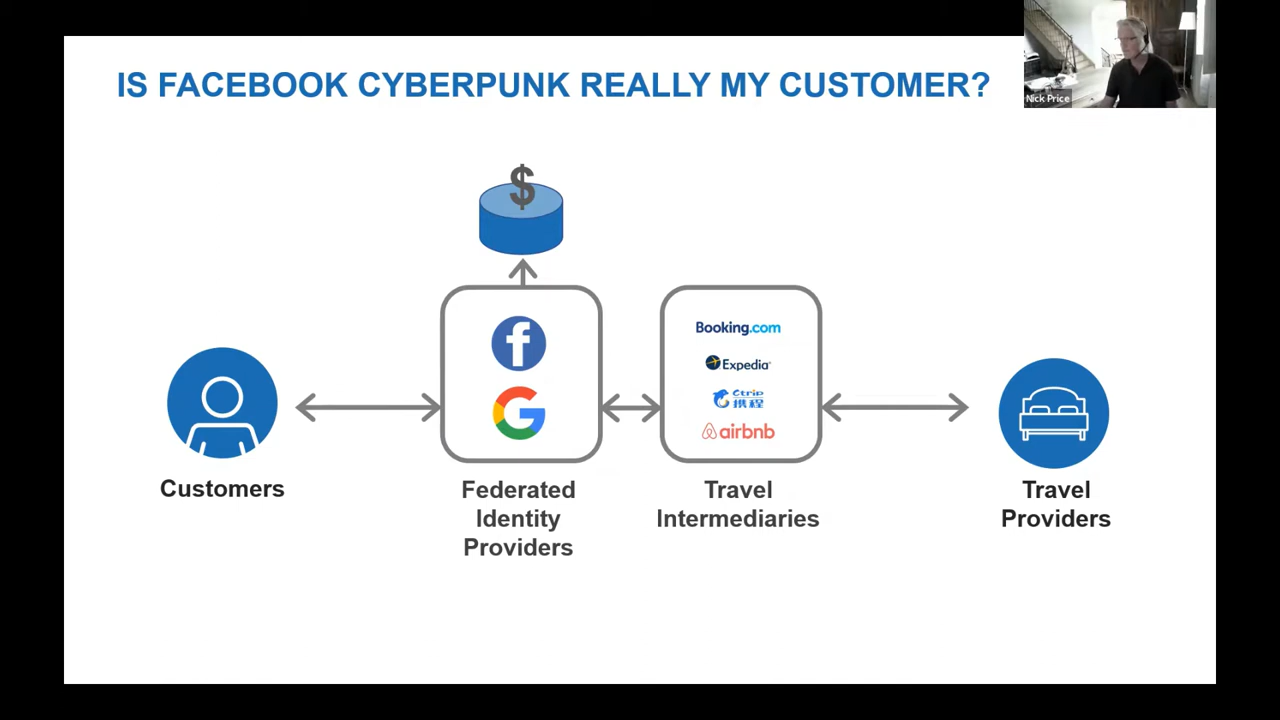 IS FACEBOOK CYBERPUNK REALLY MY CUSTOMER?
Nick Price
$
f
G
Booking.com
Expedia
Ctrip
携程
airbnb
Customers
Federated
Identity
Providers
Travel
Intermediaries
Travel
Providers